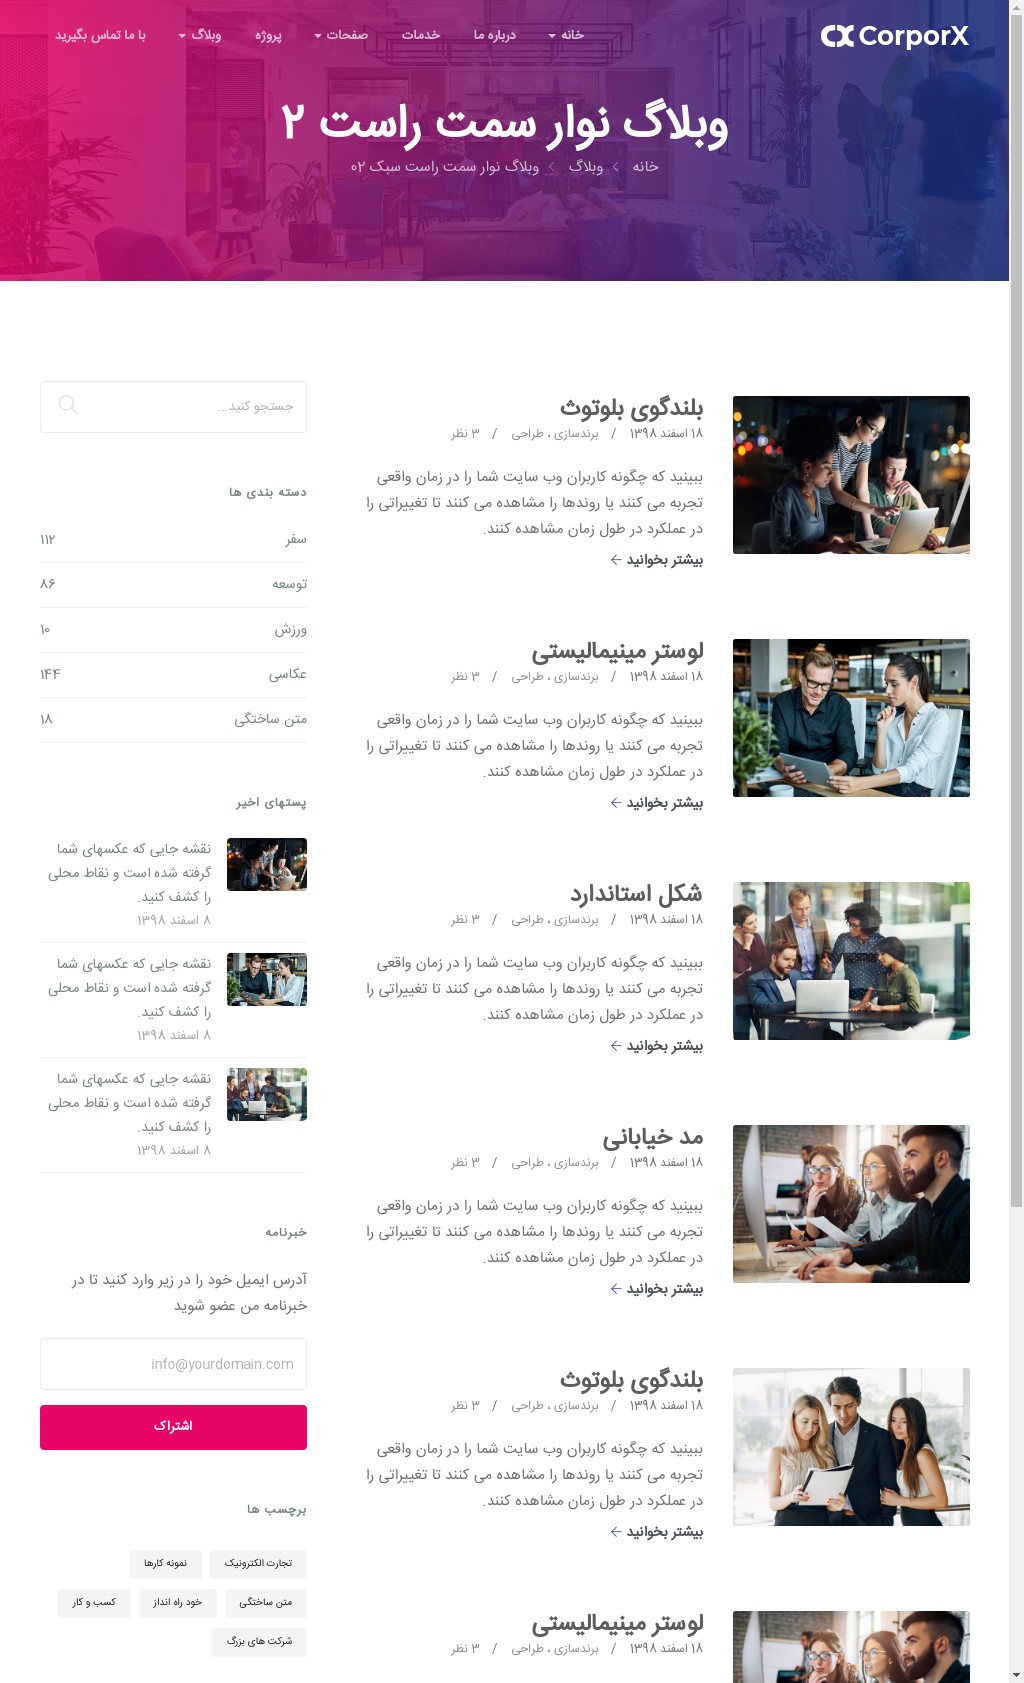 CorporX
خانه
درباره ما
خدمات
صفحات
پروژه
وبلاگ
با ما تماس بگیرید
وبلاگ نوار سمت راست ۲
خانه > وبلاگ > وبلاگ نوار سمت راست سبک ۰۲
بلندگوی بلوتوث
۱۸ اسفند ۱۳۹۸ / برندسازی ، طراحی / ۳ نظر
ببینید که چگونه کاربران وب سایت شما را در زمان واقعی
تجربه می کنند یا روندها را مشاهده می کنند تا تغییراتی را
در عملکرد در طول زمان مشاهده کنند.
بیشتر بخوانید ←
لوستر مینیمالیستی
۱۸ اسفند ۱۳۹۸ / برندسازی ، طراحی / ۳ نظر
ببینید که چگونه کاربران وب سایت شما را در زمان واقعی
تجربه می کنند یا روندها را مشاهده می کنند تا تغییراتی را
در عملکرد در طول زمان مشاهده کنند.
بیشتر بخوانید ←
شکل استاندارد
۱۸ اسفند ۱۳۹۸ / برندسازی ، طراحی / ۳ نظر
ببینید که چگونه کاربران وب سایت شما را در زمان واقعی
تجربه می کنند یا روندها را مشاهده می کنند تا تغییراتی را
در عملکرد در طول زمان مشاهده کنند.
بیشتر بخوانید ←
مد خیابانی
۱۸ اسفند ۱۳۹۸ / برندسازی ، طراحی / ۳ نظر
ببینید که چگونه کاربران وب سایت شما را در زمان واقعی
تجربه می کنند یا روندها را مشاهده می کنند تا تغییراتی را
در عملکرد در طول زمان مشاهده کنند.
بیشتر بخوانید ←
بلندگوی بلوتوث
۱۸ اسفند ۱۳۹۸ / برندسازی ، طراحی / ۳ نظر
ببینید که چگونه کاربران وب سایت شما را در زمان واقعی
تجربه می کنند یا روندها را مشاهده می کنند تا تغییراتی را
در عملکرد در طول زمان مشاهده کنند.
بیشتر بخوانید ←
لوستر مینیمالیستی
۱۸ اسفند ۱۳۹۸ / برندسازی ، طراحی / ۳ نظر
جستجو کنید...
دسته بندی ها
سفر ۱۱۲
توسعه ۸۶
ورزش ۱۰
عکاسی ۱۴۴
متن ساختگی ۱۸
پستهای اخیر
نقشه جایی که عکسهای شما
گرفته شده است و نقاط محلی
را کشف کنید.
۸ اسفند ۱۳۹۸
نقشه جایی که عکسهای شما
گرفته شده است و نقاط محلی
را کشف کنید.
۸ اسفند ۱۳۹۸
نقشه جایی که عکسهای شما
گرفته شده است و نقاط محلی
را کشف کنید.
۸ اسفند ۱۳۹۸
خبرنامه
آدرس ایمیل خود را در زیر وارد کنید تا در
خبرنامه من عضو شوید
info@yourdomain.com
اشتراک
برچسب ها
تجارت الکترونیک
نمونه کارها
متن ساختگی
خود راه انداز
کسب و کار
شرکت های بزرگ